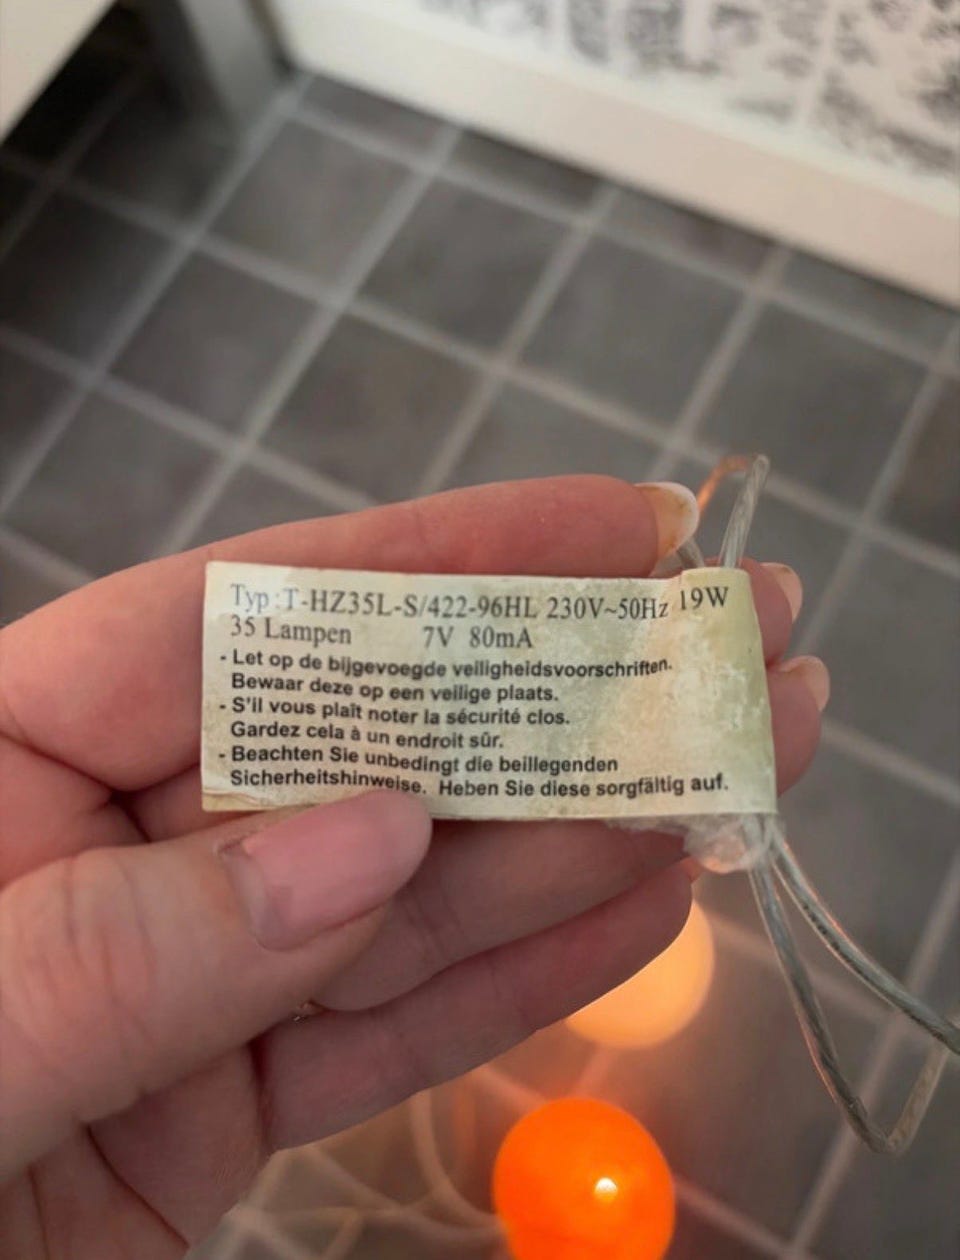 Typ:T-HZ35L-S/422-96HL 230V~50Hz 19W
35 Lampen 7V 80mA
- Let op de bijgevoegde veiligheidsvoorschriften.
Bewaar deze op een veilige plaats.
- S'il vous plaît noter la sécurité clos.
Gardez cela à un endroit sûr.
- Beachten Sie unbedingt die beillegenden
Sicherheitshinweise. Heben Sie diese sorgfältig auf.